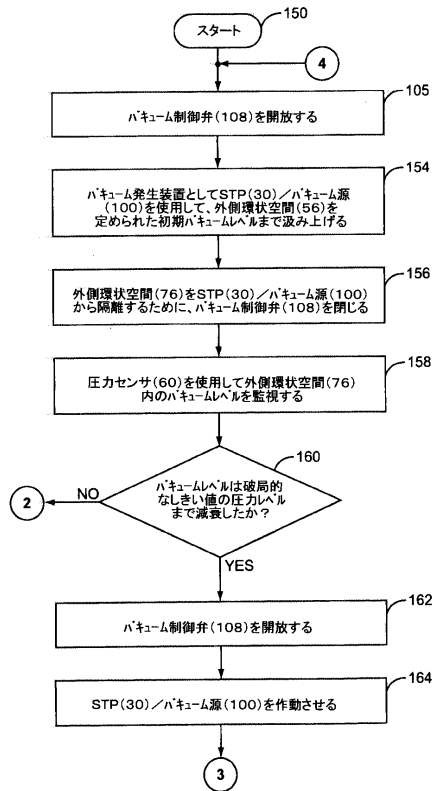 150
スタート
4
105
バキューム制御弁(108)を開放する
154
バキューム発生装置としてSTP(30)/バキューム源
(100)を使用して、外側環状空間(56)を
定められた初期バキュームレベルまで汲み上げる
156
外側環状空間(76)をSTP(30)/バキューム源(100)
から隔離するために、バキューム制御弁(108)を閉じる
158
圧力センサ(60)を使用して外側環状空間(76)
内のバキュームレベルを監視する
160
バキュームレベルは破局的
なしきい値の圧力レベル
まで減衰したか?
NO
2
YES
162
バキューム制御弁(108)を開放する
164
STP(30)/バキューム源(100)を作動させる
3